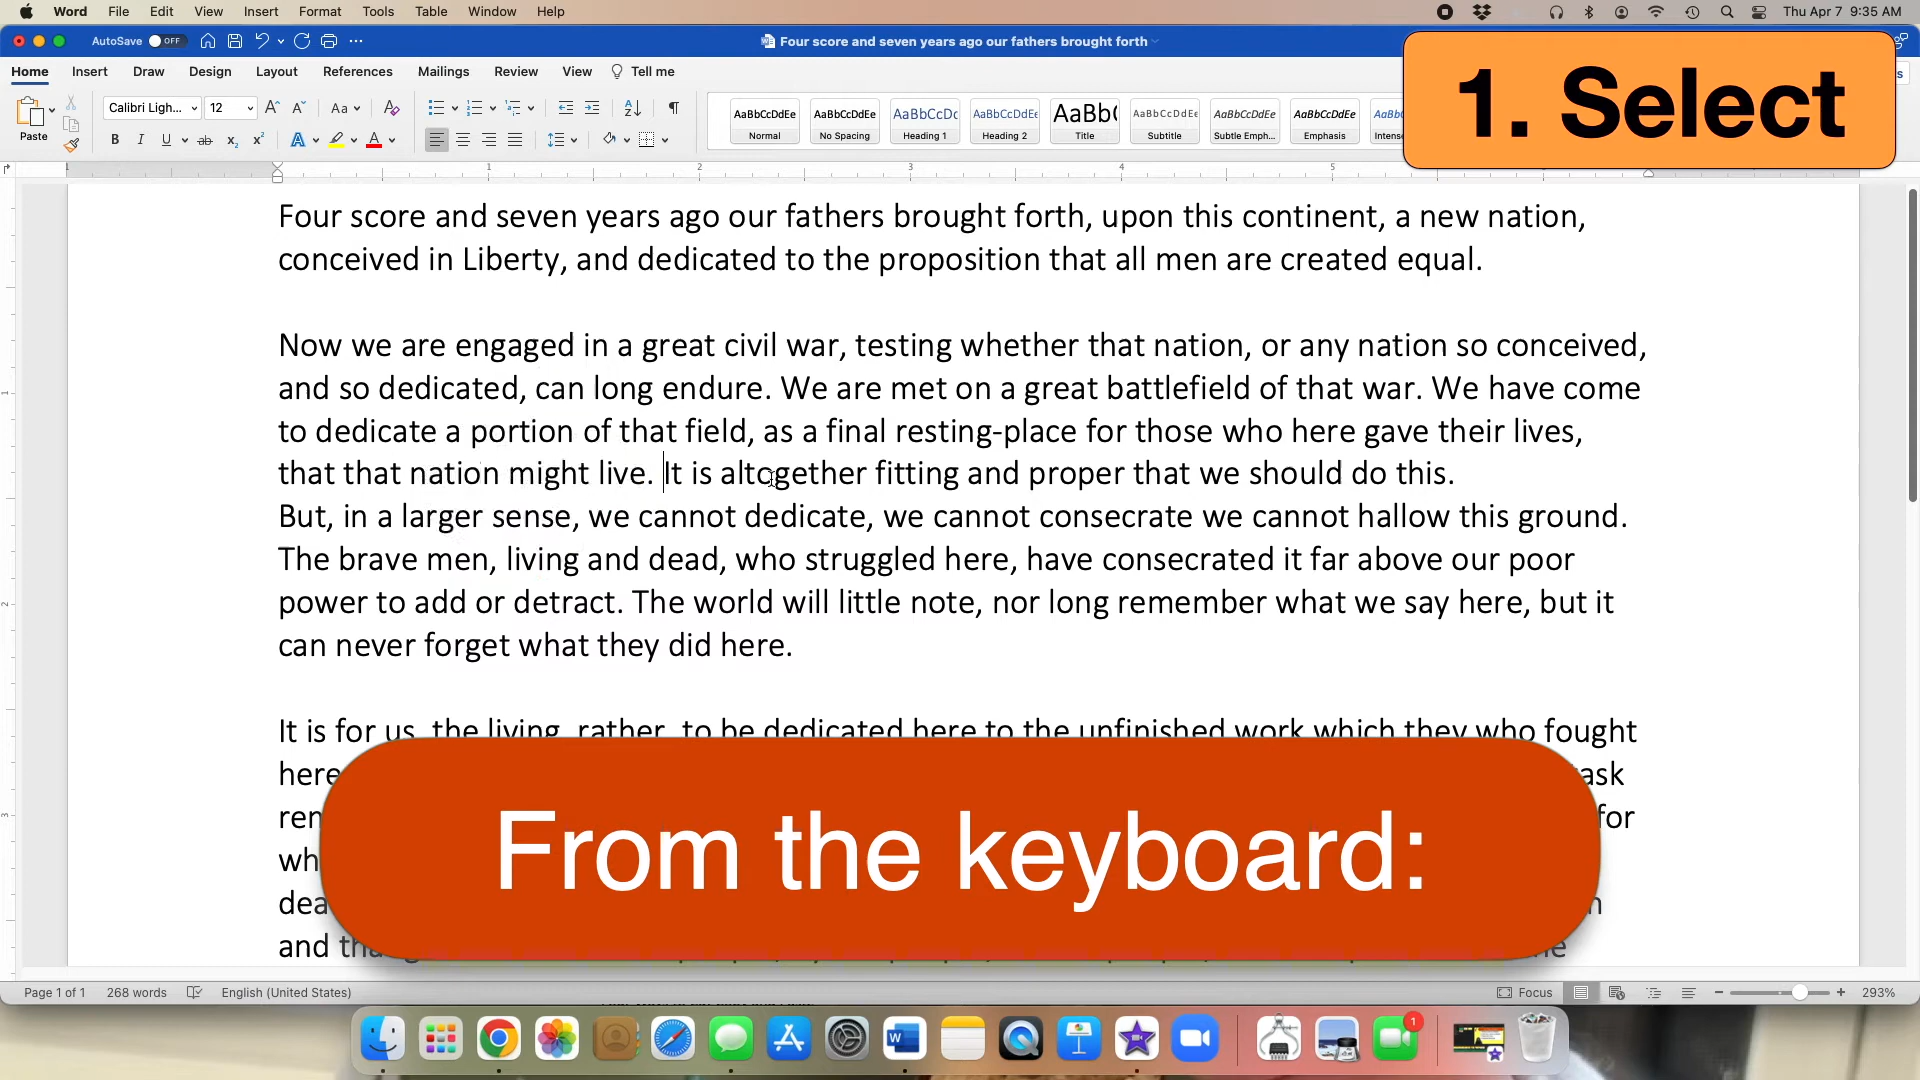 Word File Edit View Insert Format Tools Table Window Help Thu Apr 7 9:35 AM
AutoSave OFF Four score and seven years ago our fathers brought forth
Home Insert Draw Design Layout References Mailings Review View Tell me
1. Select
Paste Calibri Ligh... 12
AaBbCcDdEe AaBbCcDdEe AaBbCcDc AaBbCcDdEe AaBb( AaBbCcDdEe AaBbCcDdEe AaBbCcDdEe
Normal No Spacing Heading 1 Heading 2 Title Subtitle Subtle Emph... Emphasis
1 1 2 3 4 5
Four score and seven years ago our fathers brought forth, upon this continent, a new nation,
conceived in Liberty, and dedicated to the proposition that all men are created equal.
Now we are engaged in a great civil war, testing whether that nation, or any nation so conceived,
and so dedicated, can long endure. We are met on a great battlefield of that war. We have come
to dedicate a portion of that field, as a final resting-place for those who here gave their lives,
that that nation might live. It is altogether fitting and proper that we should do this.
But, in a larger sense, we cannot dedicate, we cannot consecrate we cannot hallow this ground.
The brave men, living and dead, who struggled here, have consecrated it far above our poor
power to add or detract. The world will little note, nor long remember what we say here, but it
can never forget what they did here.
It is for us, the living, rather, to be dedicated here to the unfinished work which they who fought
here task
for
From the keyboard:
and
Page 1 of 1 268 words English (United States) Focus 293%
1